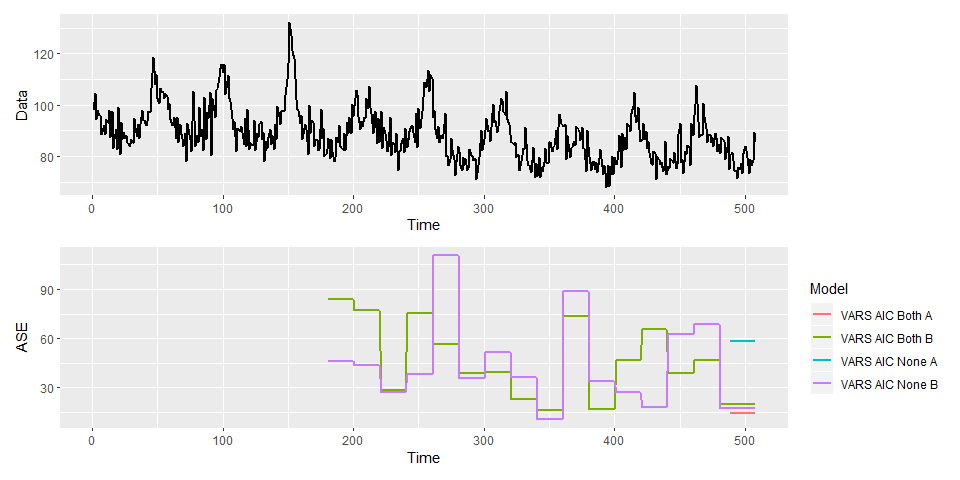 120
100
80
Data
0 100 200 300 400 500
Time
90
60
30
ASE
0 100 200 300 400 500
Time
Model
VARS AIC Both A
VARS AIC Both B
VARS AIC None A
VARS AIC None B